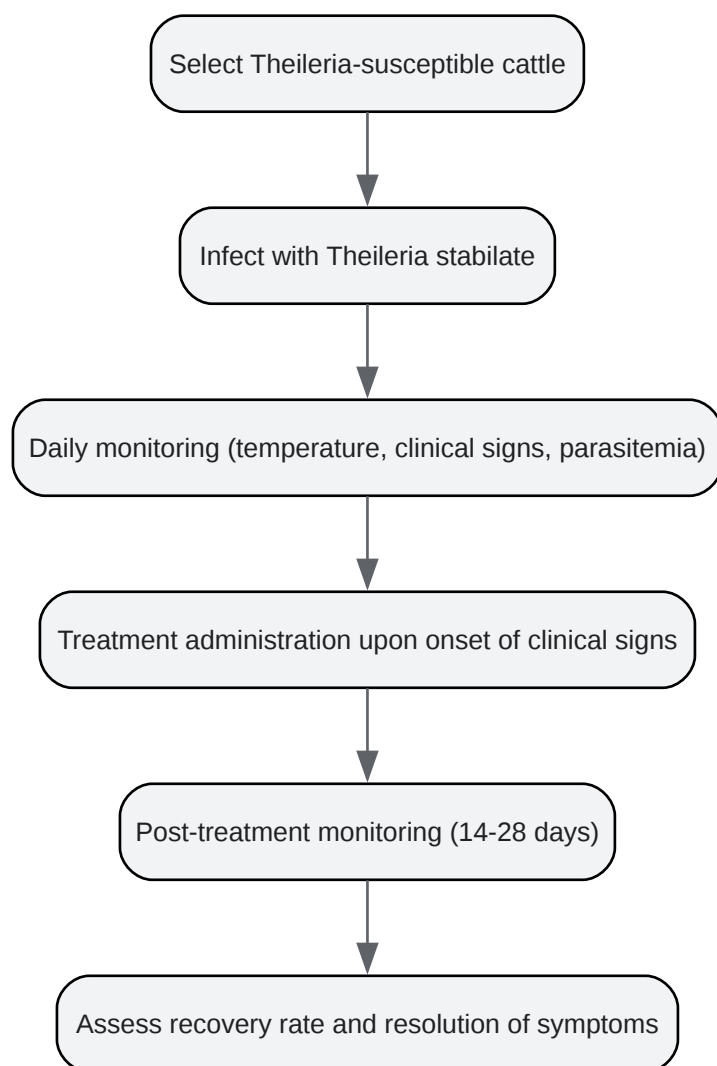 Select Theileria-susceptible cattle
Infect with Theileria stabilate
Daily monitoring (temperature, clinical signs, parasitemia)
Treatment administration upon onset of clinical signs
Post-treatment monitoring (14-28 days)
Assess recovery rate and resolution of symptoms